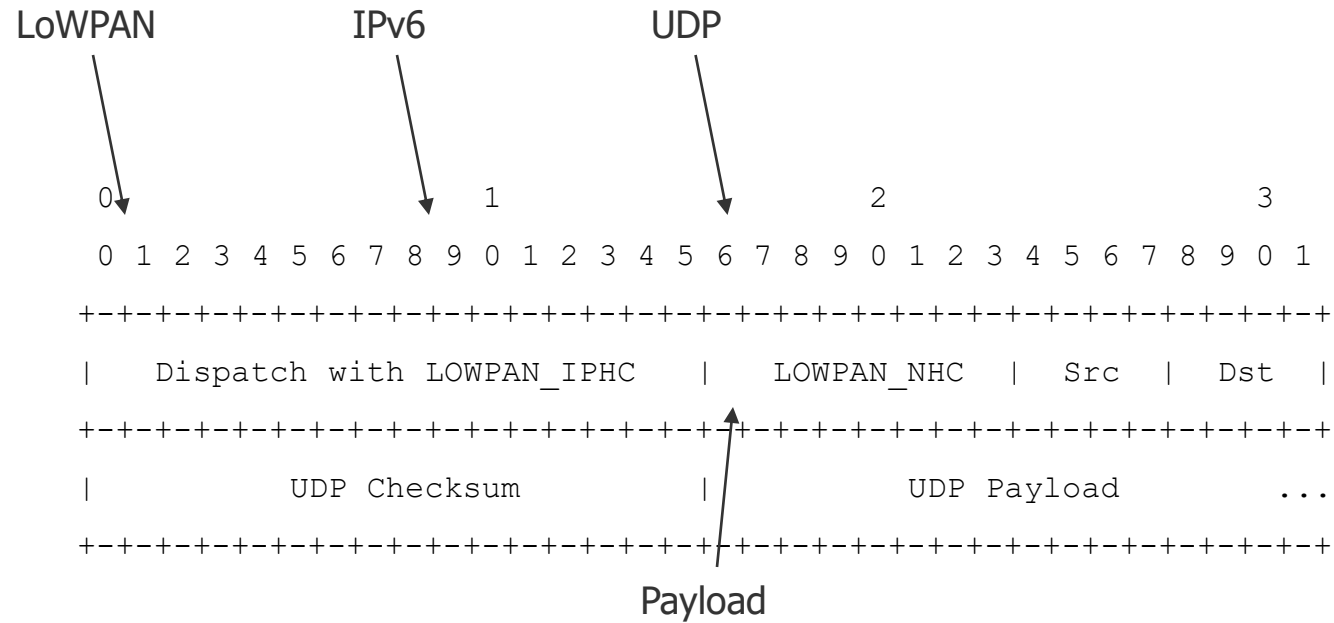 LoWPAN IPv6 UDP
0 1 2 3
0 1 2 3 4 5 6 7 8 9 0 1 2 3 4 5 6 7 8 9 0 1 2 3 4 5 6 7 8 9 0 1
+-+-+-+-+-+-+-+-+-+-+-+-+-+-+-+-+-+-+-+-+-+-+-+-+-+-+-+-+-+-+-+-+
| Dispatch with LOWPAN_IPHC | LOWPAN_NHC | Src | Dst |
+-+-+-+-+-+-+-+-+-+-+-+-+-+-+-+-+-+-+-+-+-+-+-+-+-+-+-+-+-+-+-+-+
| UDP Checksum | UDP Payload ...
+-+-+-+-+-+-+-+-+-+-+-+-+-+-+-+-+-+-+-+-+-+-+-+-+-+-+-+-+-+-+-+-+
Payload